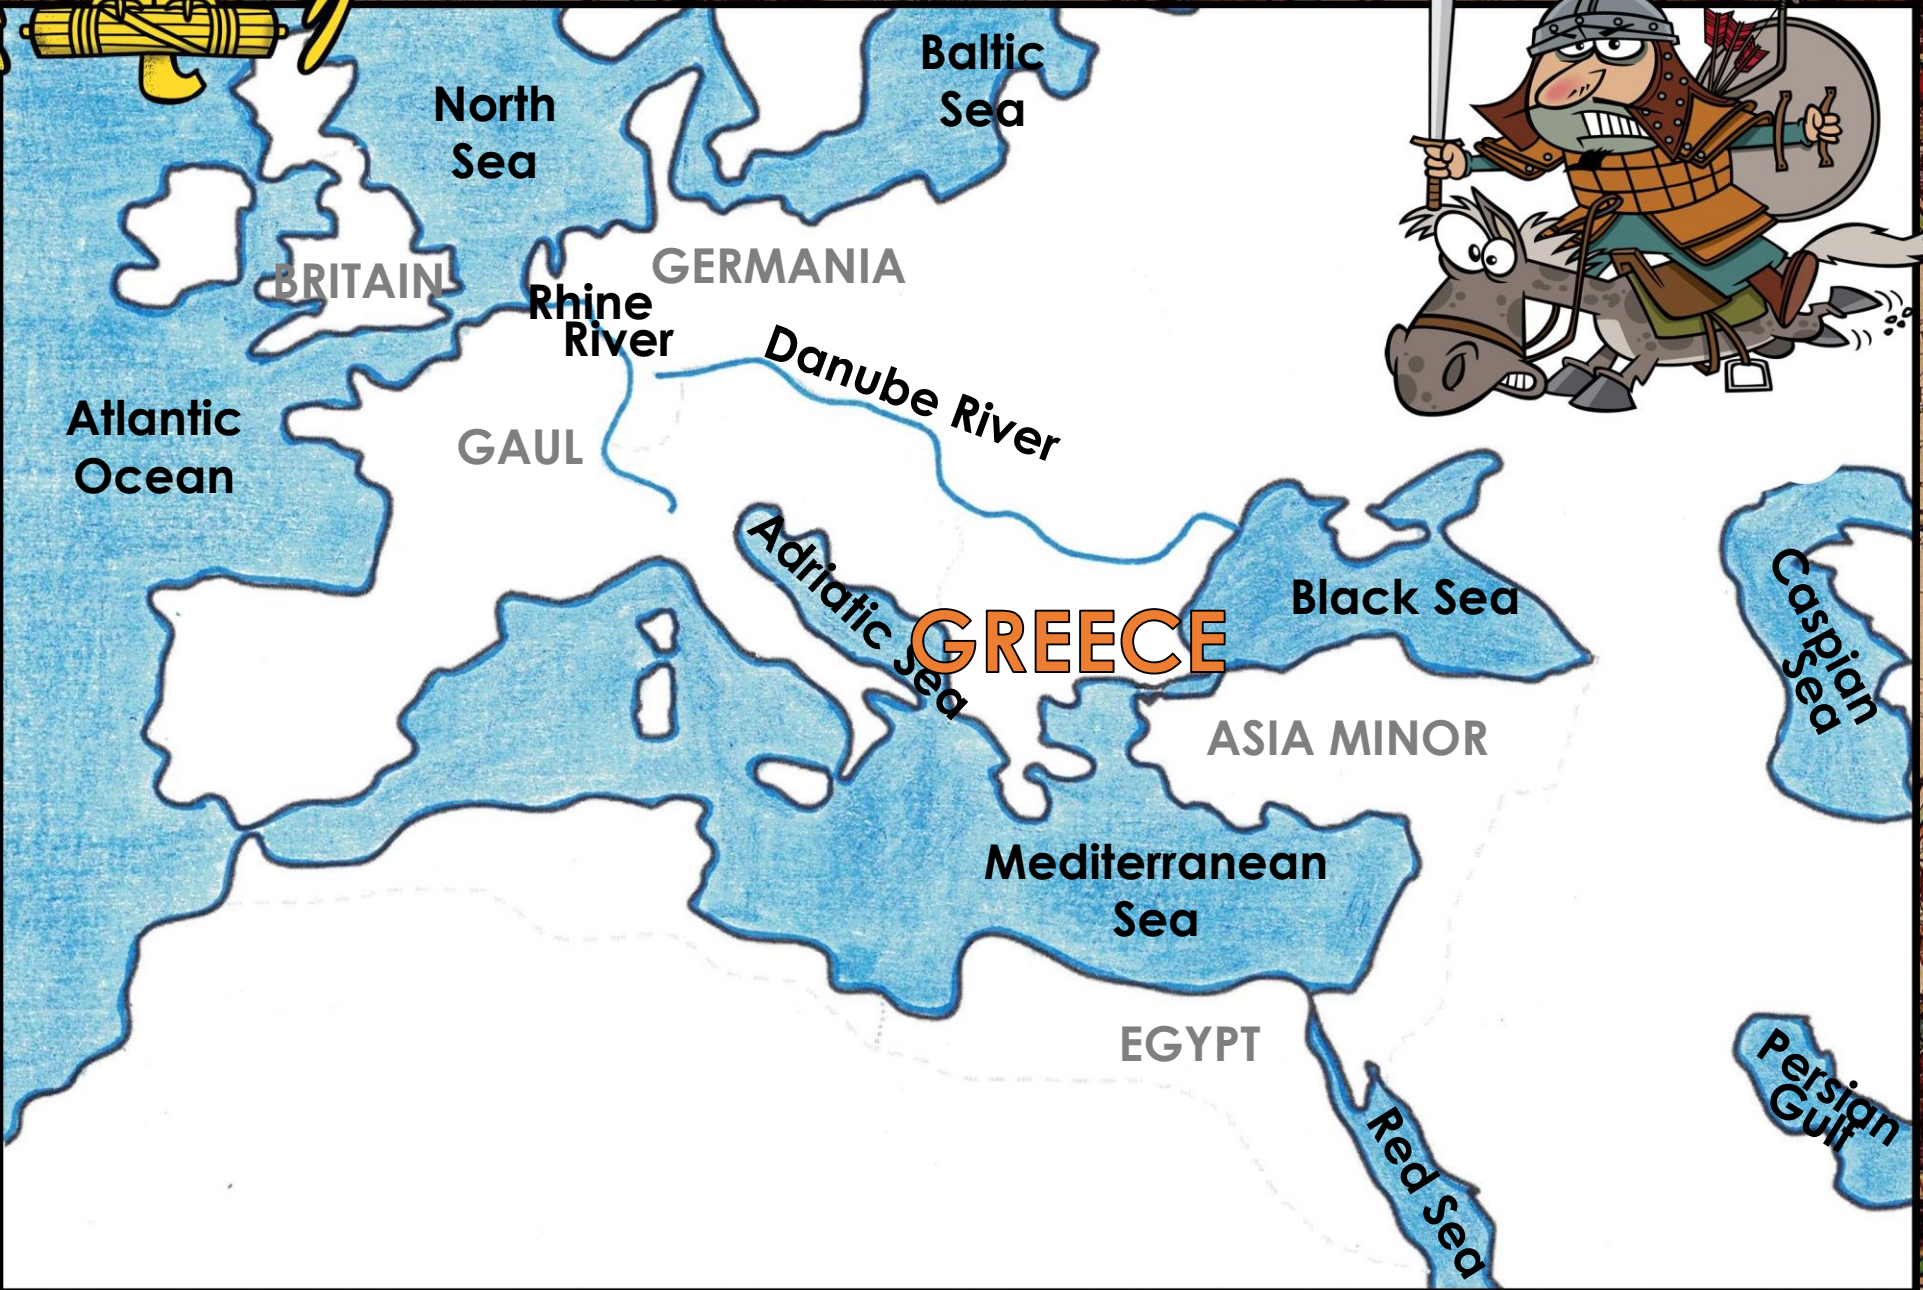 Baltic
Sea
North
Sea
BRITAIN
GERMANIA
Rhine
River
Danube River
Atlantic
Ocean
GAUL
Adriatic Sea
GREECE
Black Sea
Caspian
Sea
ASIA MINOR
Mediterranean
Sea
EGYPT
Persian
Gulf
Red Sea